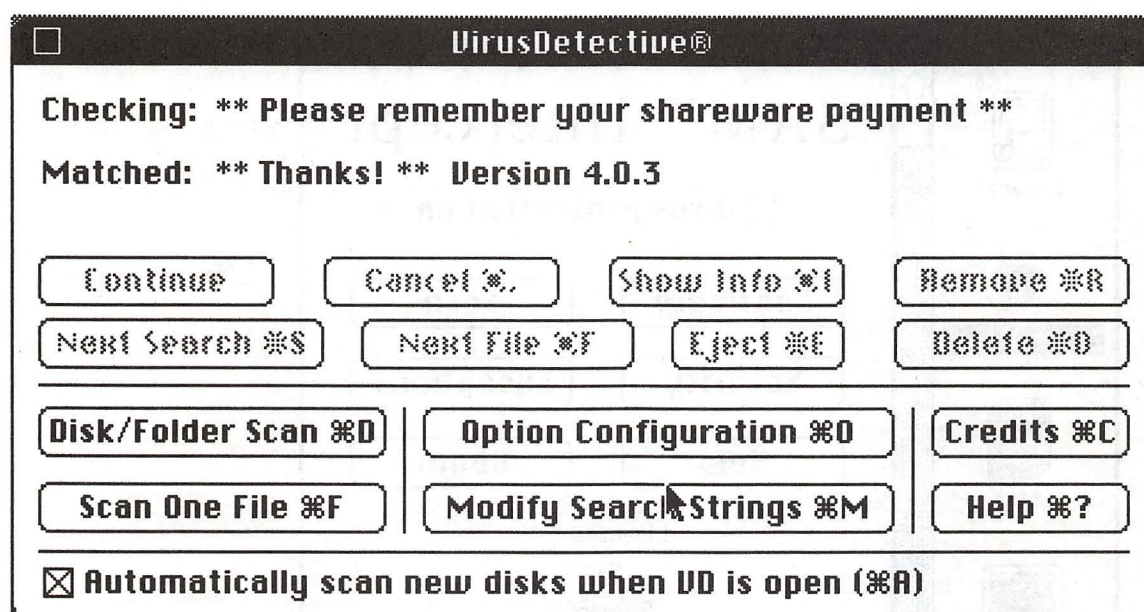 VirusDetective®
Checking: ** Please remember your shareware payment **
Matched: ** Thanks! ** Version 4.0.3
Continue Cancel ⌘. Show Info ⌘I Remove ⌘R
Next Search ⌘S Next File ⌘F Eject ⌘E Delete ⌘D
Disk/Folder Scan ⌘D Option Configuration ⌘O Credits ⌘C
Scan One File ⌘F Modify Search Strings ⌘M Help ⌘?
Automatically scan new disks when VD is open (⌘A)